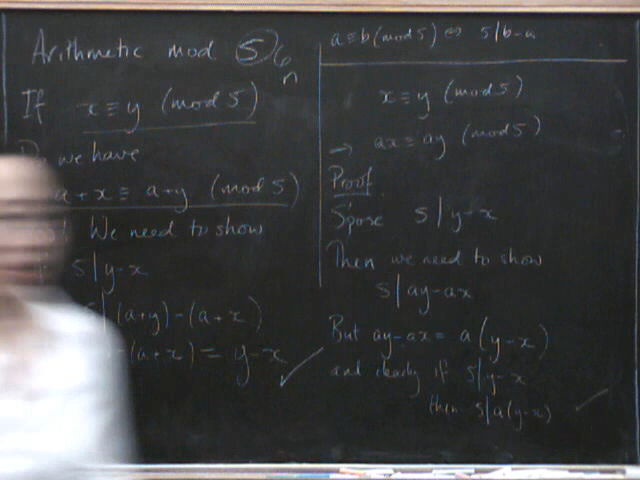 Arithmetic mod 5 6
n
If x ≡ y (mod 5)
we have
a+x ≡ a+y (mod 5)
We need to show
5|y-x
(a+y)-(a+x)
-(a+x) = y-x
a≡b (mod 5) ⇔ 5|b-a
x≡y (mod 5)
→ ax≡ay (mod 5)
Proof
Spose 5|y-x
Then we need to show
5|ay-ax
But ay-ax = a(y-x)
and clearly if 5|y-x
then 5|a(y-x)